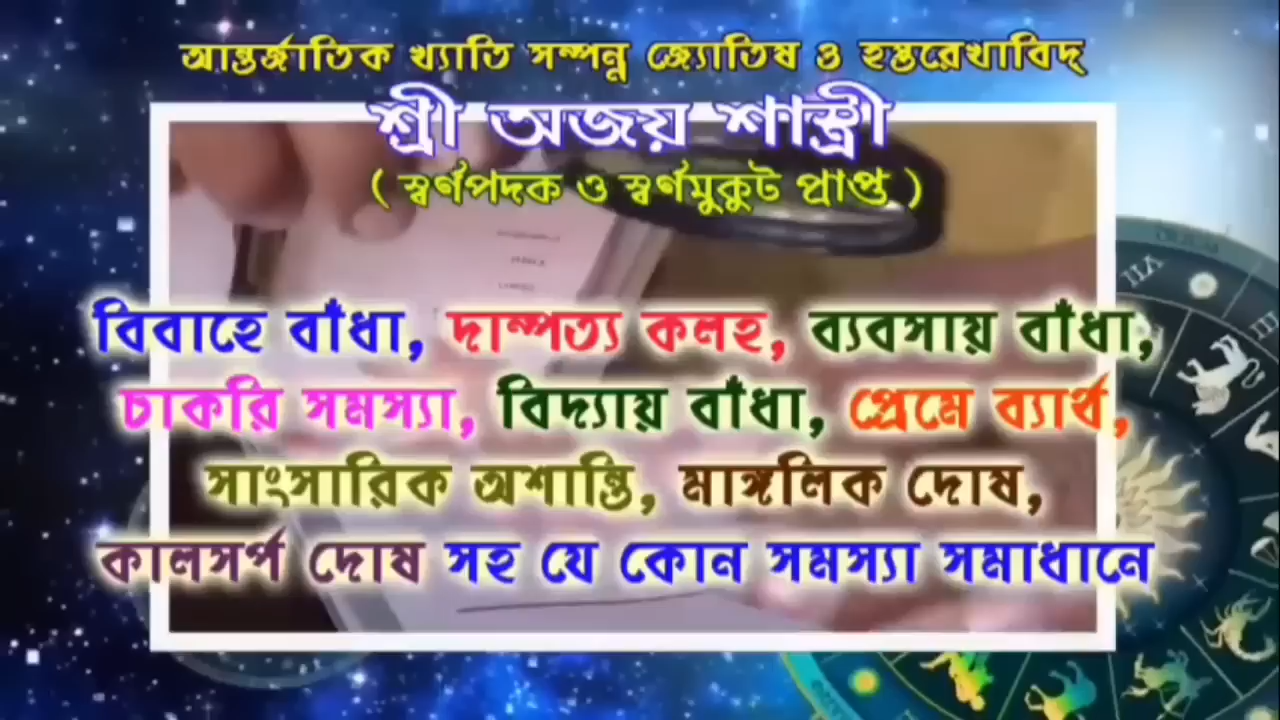 আন্তর্জাতিক খ্যাতি সম্পন্ন জ্যোতিষ ও হস্তরেখাবিদ্
শ্রী অজয় শাস্ত্রী
( স্বর্ণপদক ও স্বর্ণমুকুট প্রাপ্ত )
বিবাহে বাঁধা, দাম্পত্য কলহ, ব্যবসায় বাঁধা,
চাকরি সমস্যা, বিদ্যায় বাঁধা, প্রেমে ব্যার্থ,
সাংসারিক অশান্তি, মাঙ্গলিক দোষ,
কালসর্প দোষ সহ যে কোন সমস্যা সমাধানে